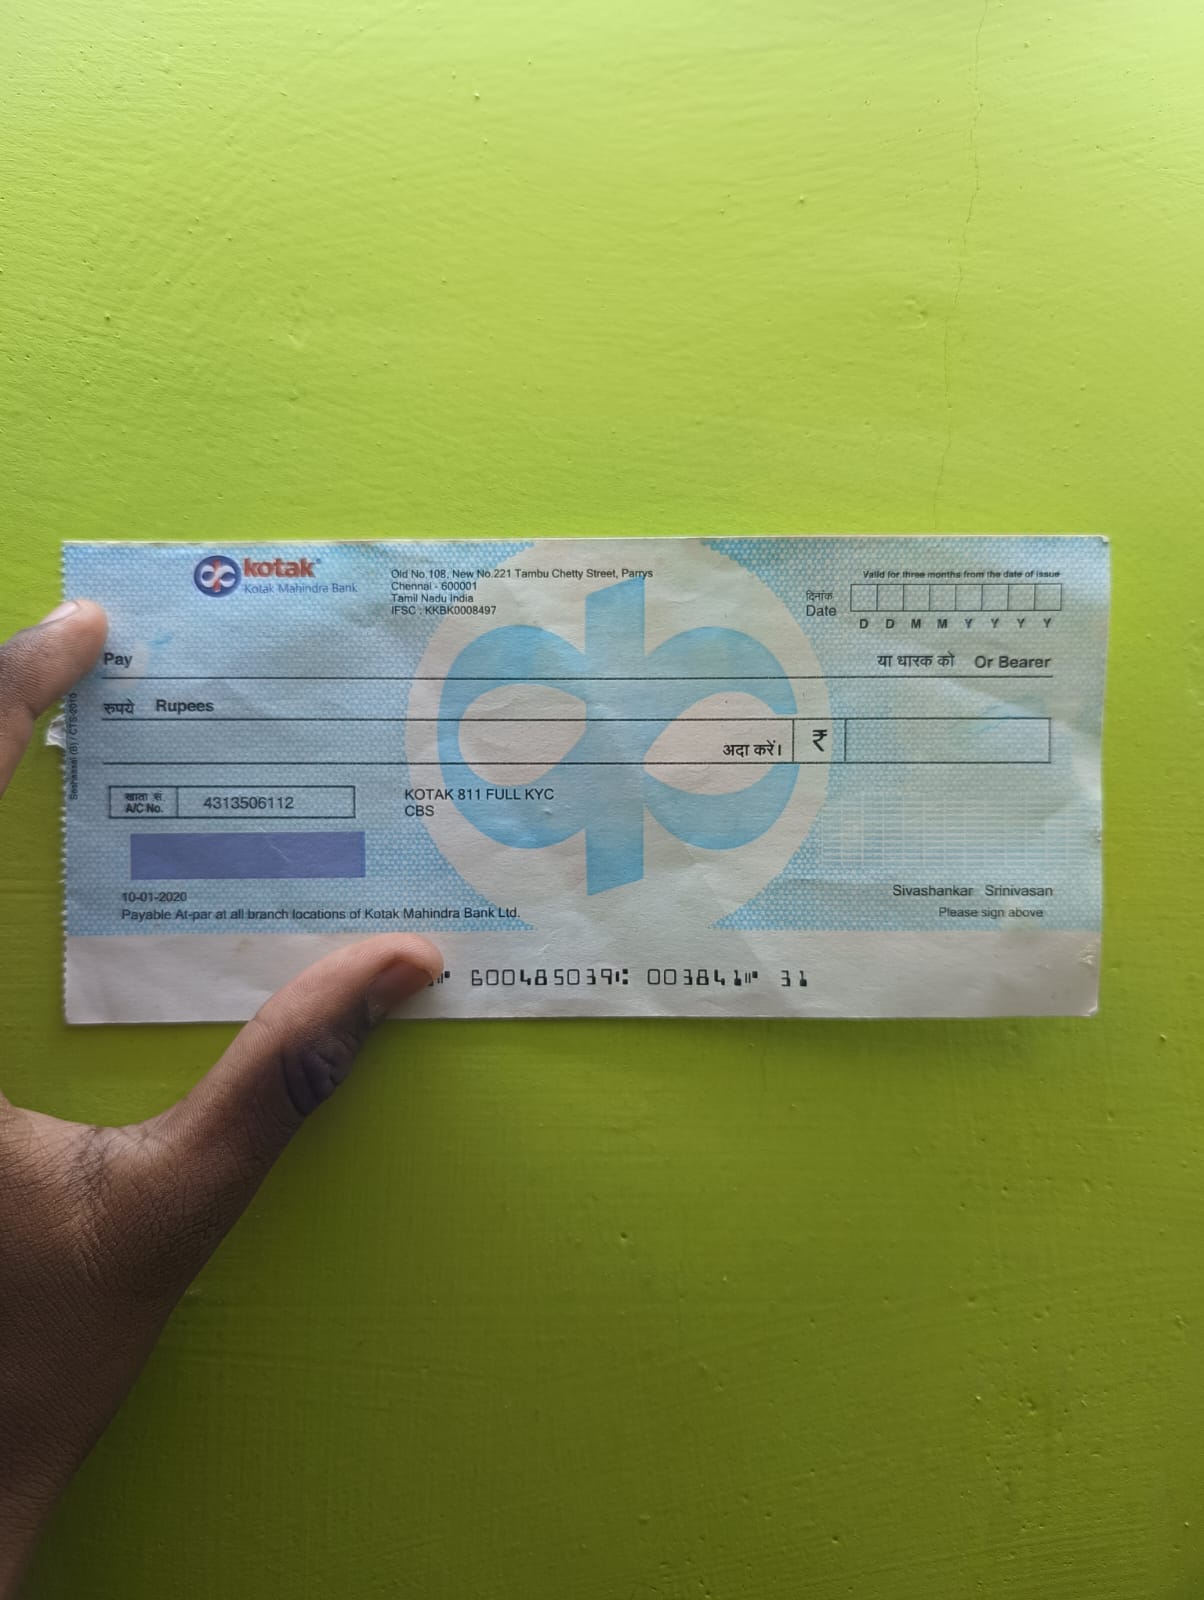 kotak
Kotak Mahindra Bank
Old No.108, New No.221 Tambu Chetty Street, Parrys
Chennai - 600001
Tamil Nadu India
IFSC : KKBK0008497
Valid for three months from the date of issue
दिनांक
Date
D D M M Y Y Y Y
Pay
या धारक को Or Bearer
रुपये Rupees
अदा करें। ₹
खाता सं.
A/C No.
4313506112
KOTAK 811 FULL KYC
CBS
10-01-2020
Payable At-par at all branch locations of Kotak Mahindra Bank Ltd.
Sivashankar Srinivasan
Please sign above
600485039 003841 31
CTS-2010